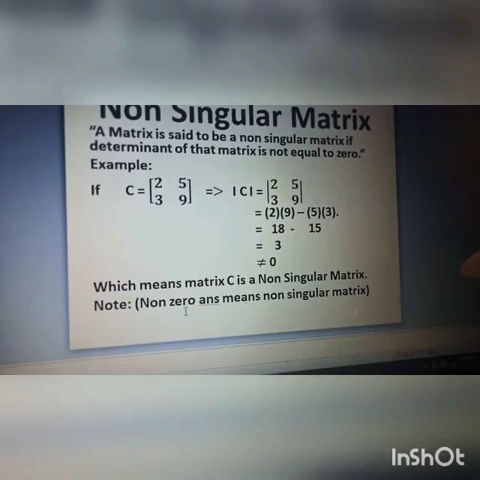 Non Singular Matrix
"A Matrix is said to be a non singular matrix if
determinant of that matrix is not equal to zero."
Example:
If C = [2 5 => I C I = |2 5|
3 9] |3 9|
= (2)(9) – (5)(3).
= 18 - 15
= 3
≠ 0
Which means matrix C is a Non Singular Matrix.
Note: (Non zero ans means non singular matrix)
InShOt